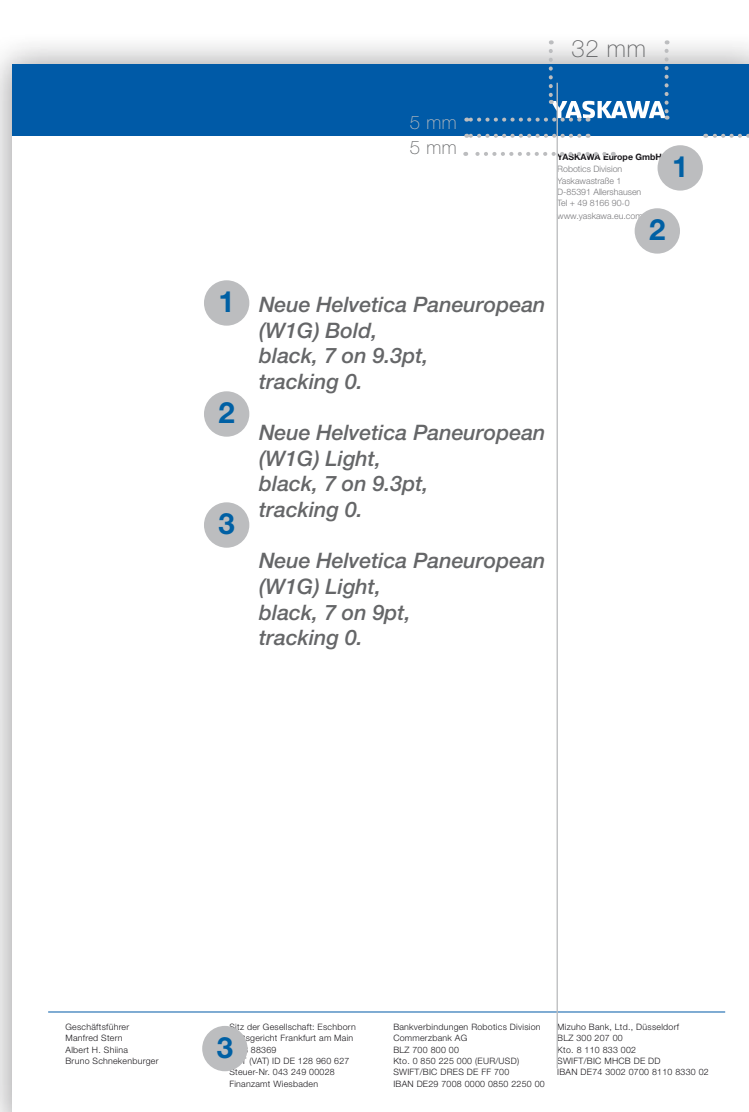 32 mm
YASKAWA
5 mm
5 mm
YASKAWA Europe GmbH
Robotics Division
Yaskawastraße 1
D-85391 Allershausen
Tel + 49 8166 90-0
www.yaskawa.eu.com
1
2
1
Neue Helvetica Paneuropean
(W1G) Bold,
black, 7 on 9.3pt,
tracking 0.
2
Neue Helvetica Paneuropean
(W1G) Light,
black, 7 on 9.3pt,
tracking 0.
3
Neue Helvetica Paneuropean
(W1G) Light,
black, 7 on 9pt,
tracking 0.
Geschäftsführer
Manfred Stern
Albert H. Shiina
Bruno Schnekenburger
3
Sitz der Gesellschaft: Eschborn
Frankfurt am Main
88369
(VAT) ID DE 128 960 627
Steuer-Nr. 043 249 00028
Finanzamt Wiesbaden
Bankverbindungen Robotics Division
Commerzbank AG
BLZ 700 800 00
Kto. 0 850 225 000 (EUR/USD)
SWIFT/BIC DRES DE FF 700
IBAN DE29 7008 0000 0850 2250 00
Mizuho Bank, Ltd., Düsseldorf
BLZ 300 207 00
Kto. 8 110 833 002
SWIFT/BIC MHCB DE DD
IBAN DE74 3002 0700 8110 8330 02